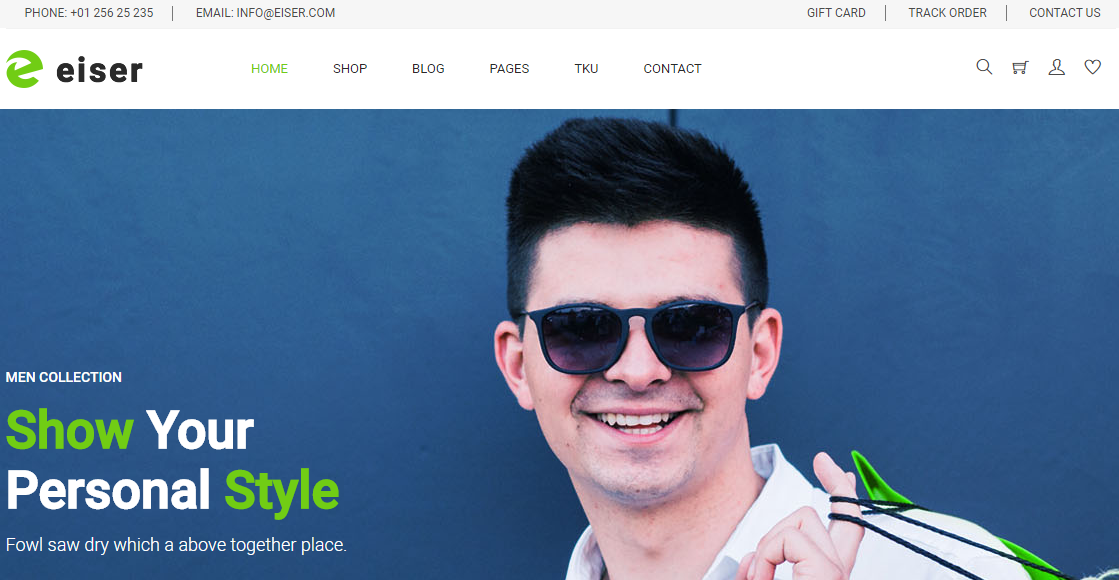 PHONE: +01 256 25 235 EMAIL: INFO@EISER.COM GIFT CARD TRACK ORDER CONTACT US
eiser HOME SHOP BLOG PAGES TKU CONTACT
MEN COLLECTION
Show Your
Personal Style
Fowl saw dry which a above together place.